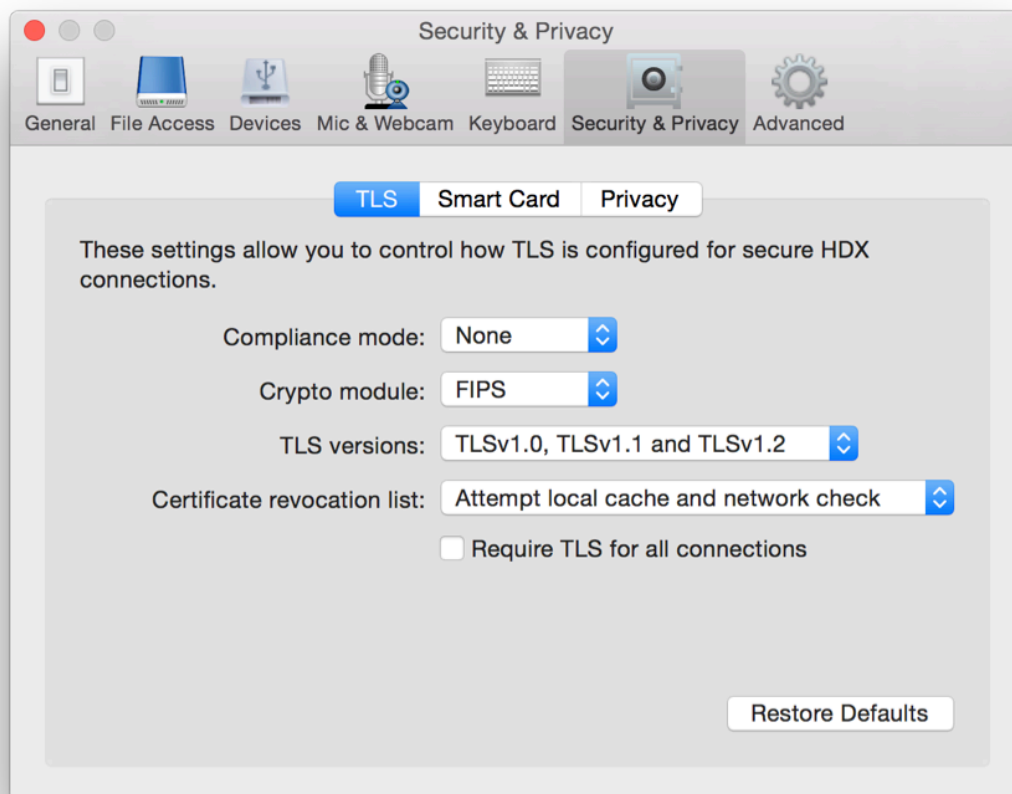 Security & Privacy
General File Access Devices Mic & Webcam Keyboard Security & Privacy Advanced
TLS Smart Card Privacy
These settings allow you to control how TLS is configured for secure HDX
connections.
Compliance mode: None
Crypto module: FIPS
TLS versions: TLSv1.0, TLSv1.1 and TLSv1.2
Certificate revocation list: Attempt local cache and network check
Require TLS for all connections
Restore Defaults